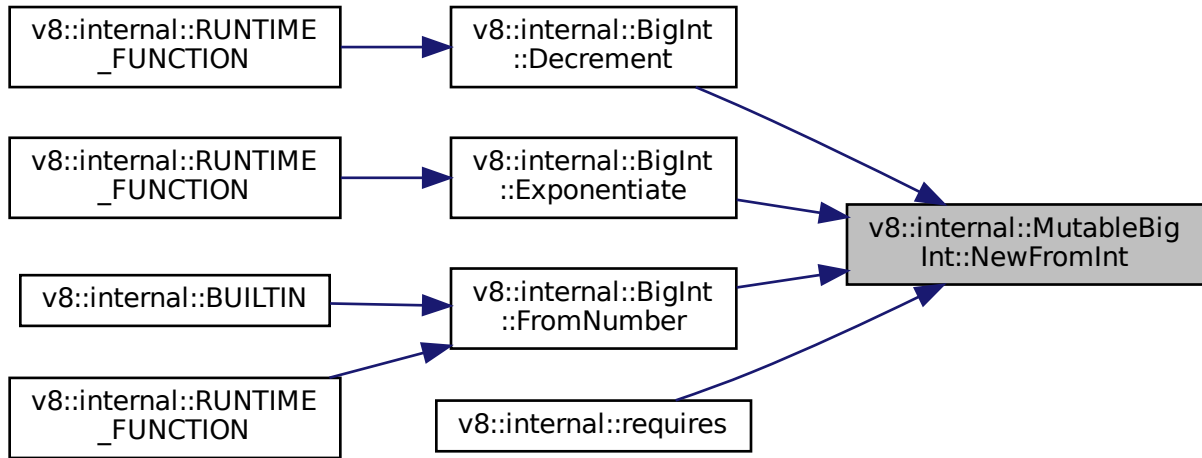 v8::internal::RUNTIME
_FUNCTION
v8::internal::BigInt
::Decrement
v8::internal::RUNTIME
_FUNCTION
v8::internal::BigInt
::Exponentiate
v8::internal::MutableBig
Int::NewFromInt
v8::internal::BUILTIN
v8::internal::BigInt
::FromNumber
v8::internal::RUNTIME
_FUNCTION
v8::internal::requires